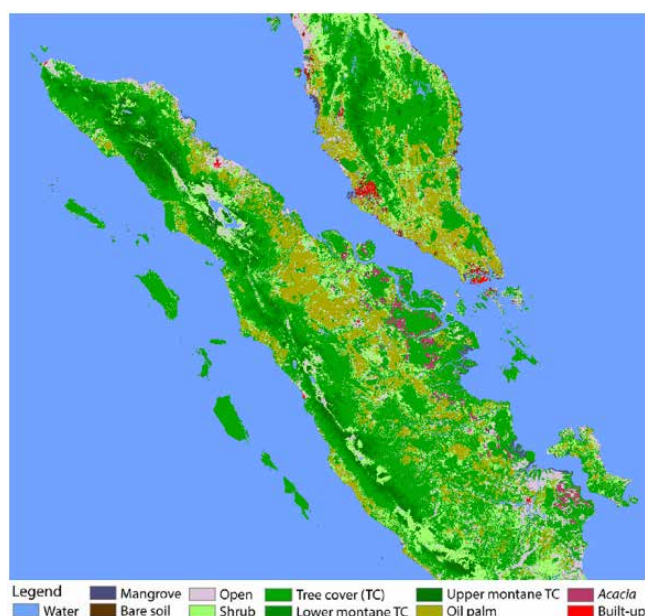 Legend
Mangrove Open Tree cover (TC) Upper montane TC Acacia
Water Bare soil Shrub Lower montane TC Oil palm Built-up